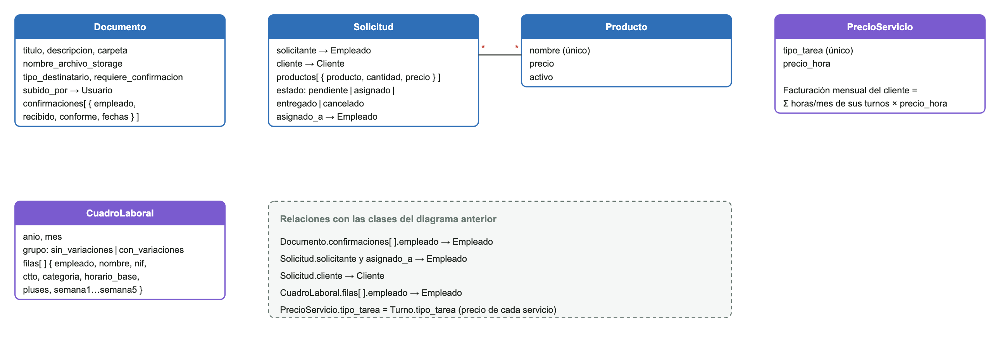 Documento
titulo, descripcion, carpeta
nombre_archivo_storage
tipo_destinatario, requiere_confirmacion
subido_por → Usuario
confirmaciones[ { empleado,
recibido, conforme, fechas } ]
Solicitud
solicitante → Empleado
cliente → Cliente
productos[ { producto, cantidad, precio } ]
estado: pendiente | asignado |
entregado | cancelado
asignado_a → Empleado
* *
Producto
nombre (único)
precio
activo
PrecioServicio
tipo_tarea (único)
precio_hora
Facturación mensual del cliente =
Σ horas/mes de sus turnos × precio_hora
CuadroLaboral
anio, mes
grupo: sin_variaciones | con_variaciones
filas[ ] { empleado, nombre, nif,
ctto, categoria, horario_base,
pluses, semana1…semana5 }
Relaciones con las clases del diagrama anterior
Documento.confirmaciones[ ].empleado → Empleado
Solicitud.solicitante y asignado_a → Empleado
Solicitud.cliente → Cliente
CuadroLaboral.filas[ ].empleado → Empleado
PrecioServicio.tipo_tarea = Turno.tipo_tarea (precio de cada servicio)